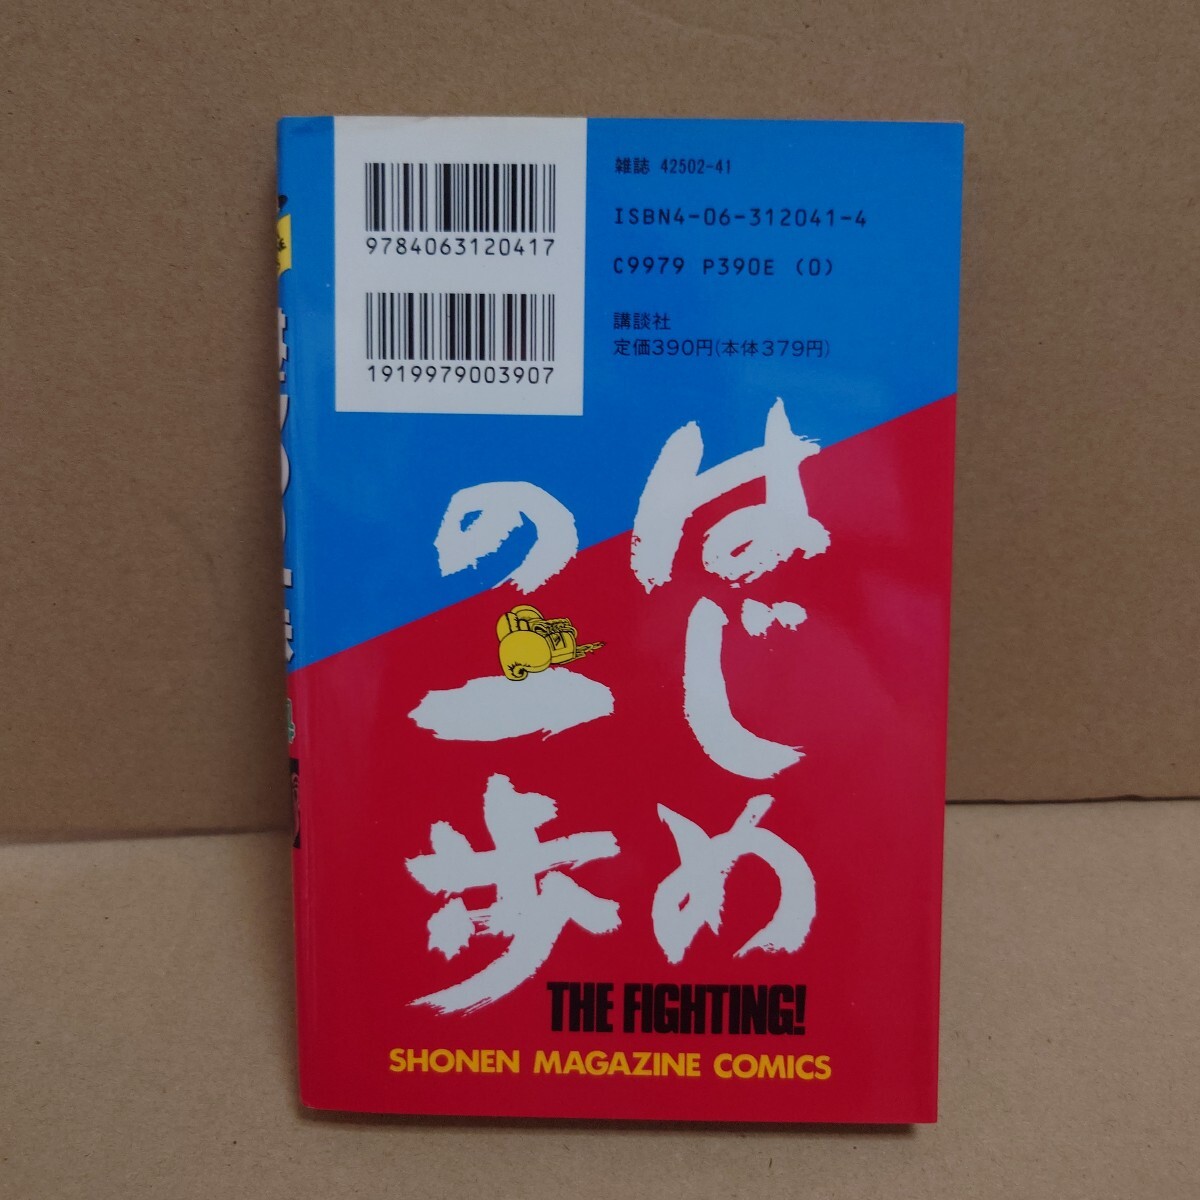 9784063120417
1919979003907
雑誌 42502-41
ISBN4-06-312041-4
C9979 P390E (0)
講談社
定価390円(本体379円)
はじめ
の一歩
THE FIGHTING!
SHONEN MAGAZINE COMICS